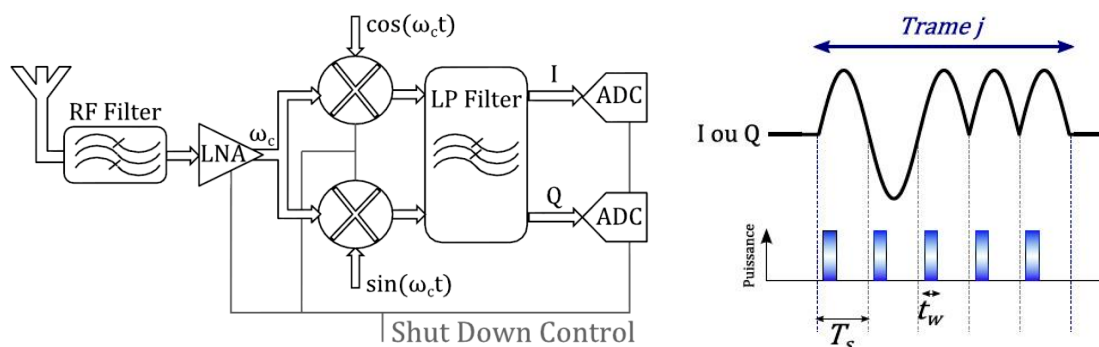 cos(ωct)
RF Filter
LNA
ωc
LP Filter
I
ADC
Q
ADC
sin(ωct)
Shut Down Control
Trame j
I ou Q
Puissance
tw
Ts